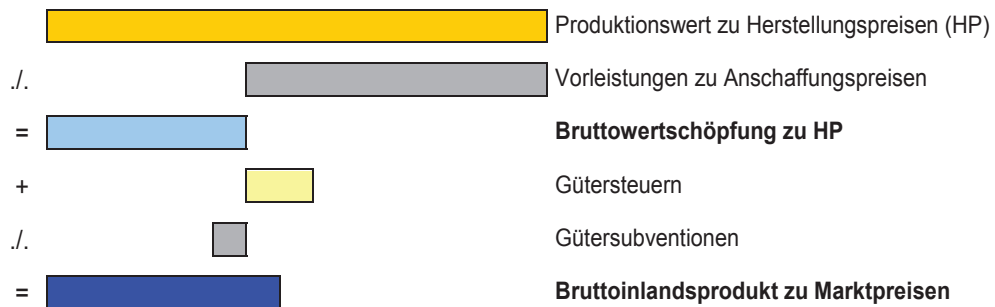 Produktionswert zu Herstellungspreisen (HP)
./. Vorleistungen zu Anschaffungspreisen
= Bruttowertschöpfung zu HP
+ Gütersteuern
./. Gütersubventionen
= Bruttoinlandsprodukt zu Marktpreisen